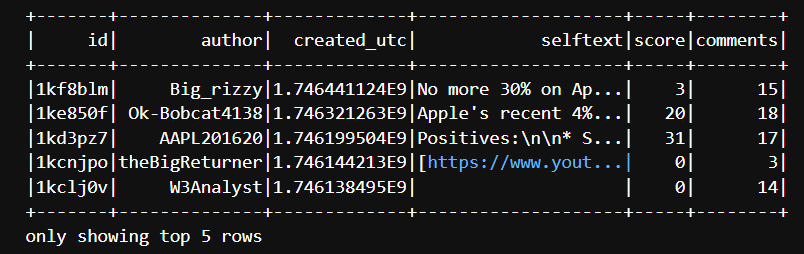 +-------+--------------+-------------+--------------------+-----+--------+
|     id|        author|  created_utc|            selftext|score|comments|
+-------+--------------+-------------+--------------------+-----+--------+
|1kf8blm|     Big_rizzy|1.746441124E9|No more 30% on Ap...|    3|      15|
|1ke850f| Ok-Bobcat4138|1.746321263E9|Apple's recent 4%...|   20|      18|
|1kd3pz7|    AAPL201620|1.746199504E9|Positives:\n\n* S...|   31|      17|
|1kcnjpo|theBigReturner|1.746144213E9|[https://www.yout...|    0|       3|
|1kclj0v|     W3Analyst|1.746138495E9|                    |    0|      14|
+-------+--------------+-------------+--------------------+-----+--------+
only showing top 5 rows